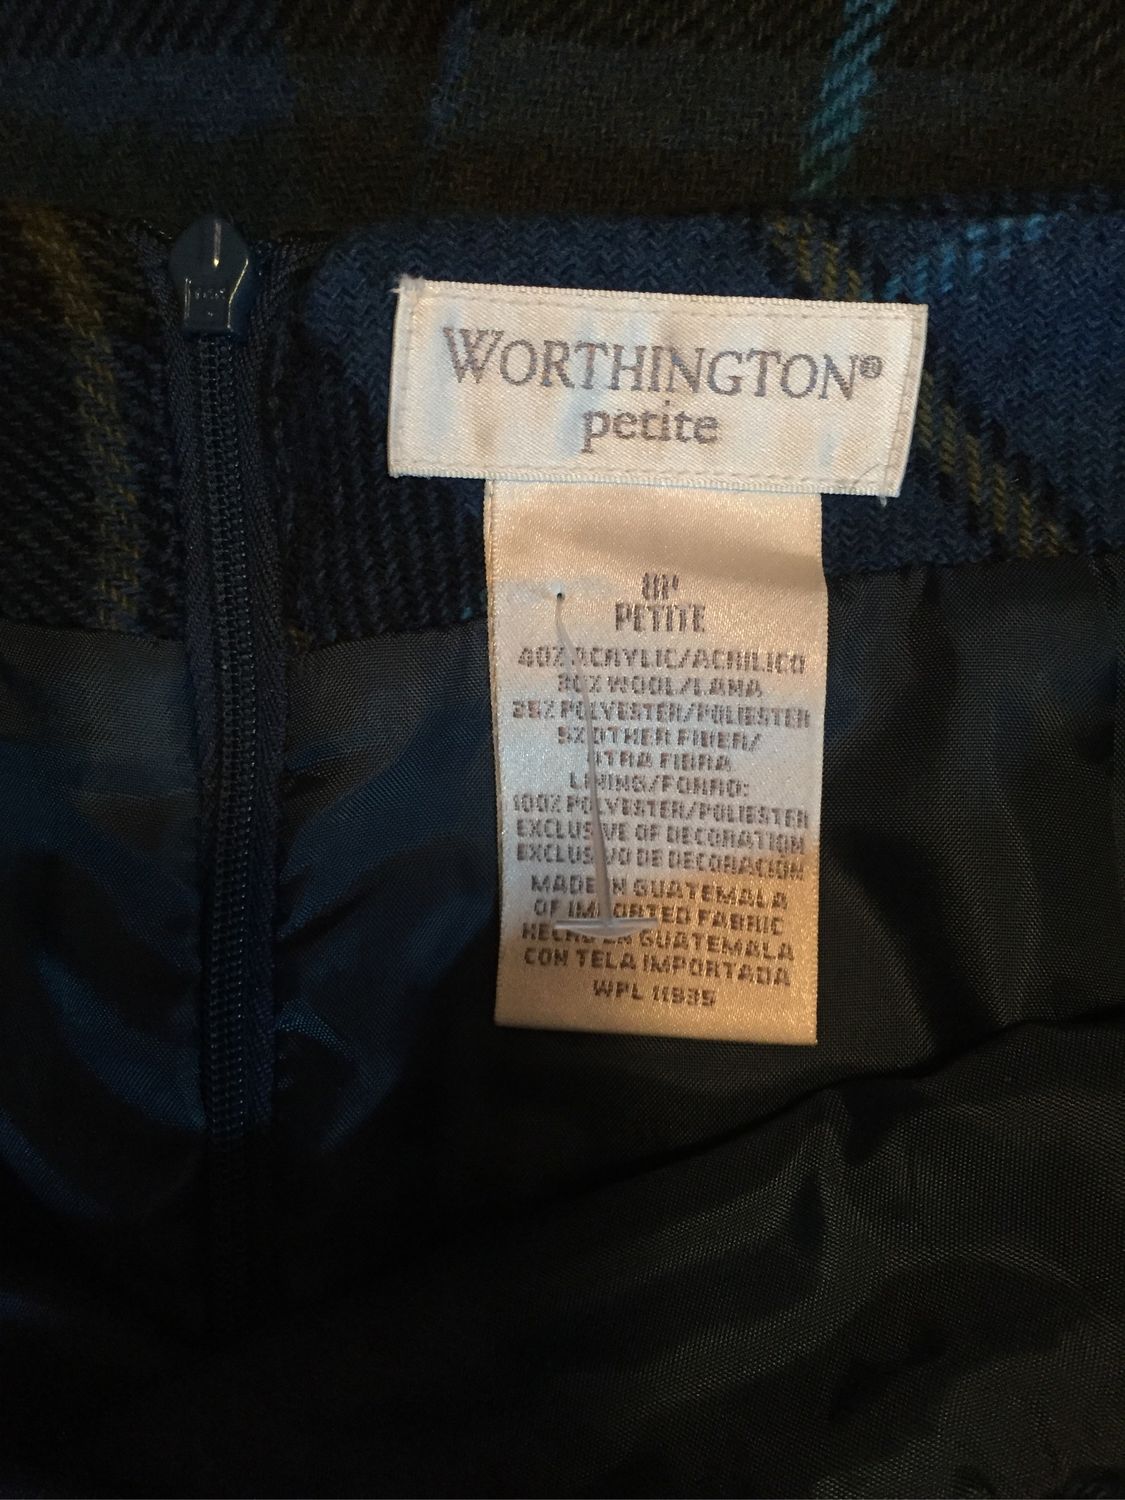 WORTHINGTON®
petite
PETITE
40% ACRYLIC/ACRILICO
30% WOOL/LANA
25% POLYESTER/POLIESTER
5% OTHER FIBER/
OTRA FIBRA
LINING/FORRO:
100% POLYESTER/POLIESTER
EXCLUSIVE OF DECORATION
EXCLUSIVO DE DECORACIÓN
MADE IN GUATEMALA
OF IMPORTED FABRIC
HECHO EN GUATEMALA
CON TELA IMPORTADA
WPL 11935